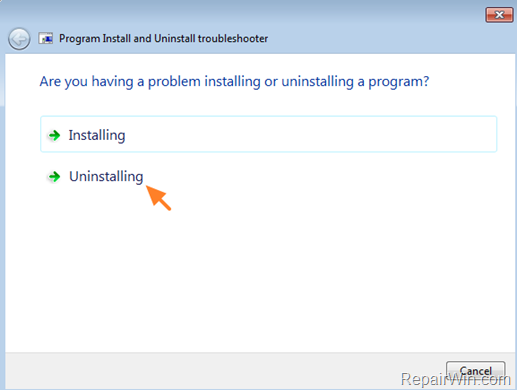 Program Install and Uninstall troubleshooter
Are you having a problem installing or uninstalling a program?
Installing
Uninstalling
Cancel
RepairWin.com